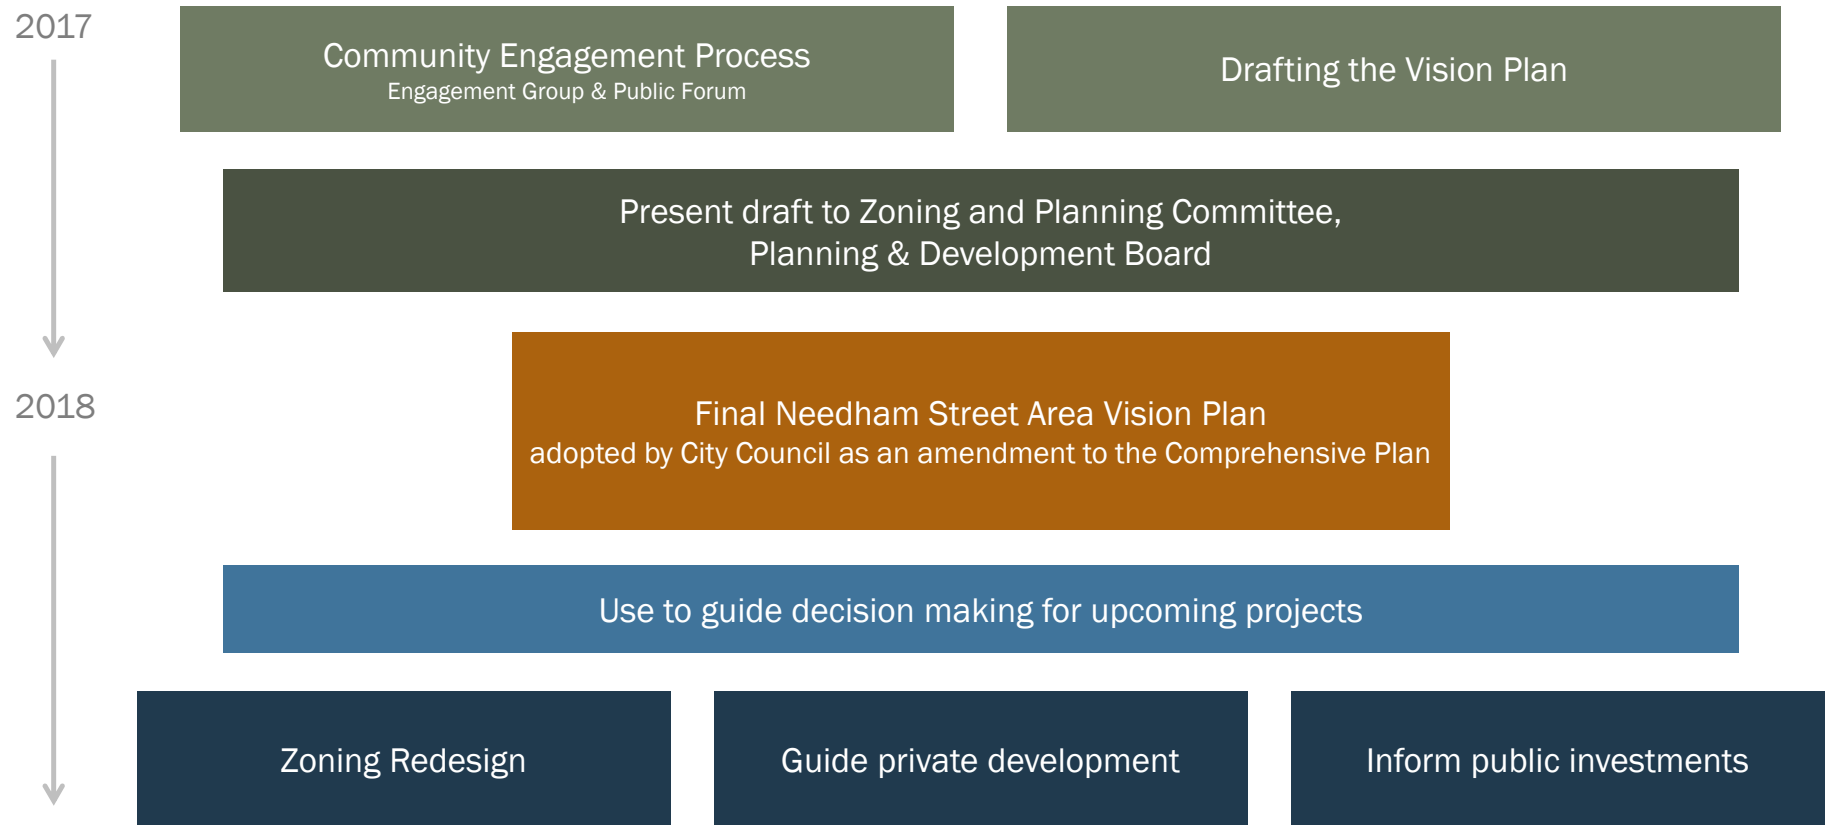 2017
Community Engagement Process
Engagement Group & Public Forum
Drafting the Vision Plan
Present draft to Zoning and Planning Committee,
Planning & Development Board
2018
Final Needham Street Area Vision Plan
adopted by City Council as an amendment to the Comprehensive Plan
Use to guide decision making for upcoming projects
Zoning Redesign
Guide private development
Inform public investments